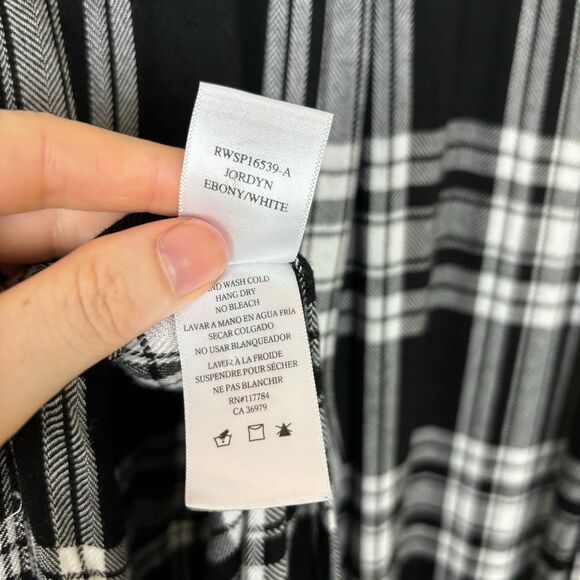 RWSP16539-A
JORDYN
EBONY/WHITE
WASH COLD
HANG DRY
NO BLEACH
LAVAR A MANO EN AGUA FRIA
SECAR COLGADO
NO USAR BLANQUEADOR
LAVER À LA FROIDE
SUSPENDRE POUR SÉCHER
NE PAS BLANCHIR
RN#117784
CA 36979